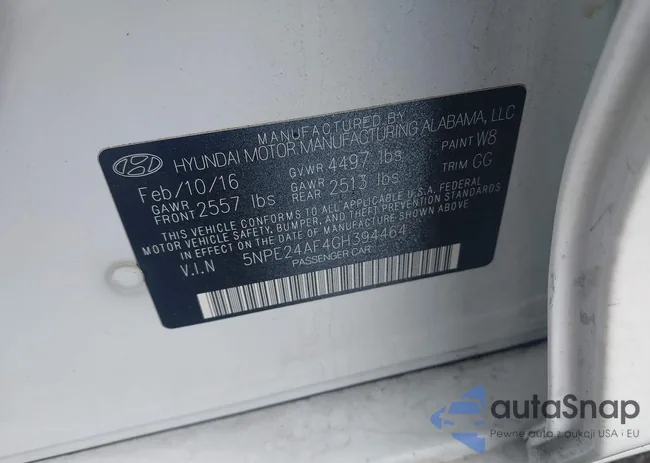 MANUFACTURED BY
HYUNDAI MOTOR MANUFACTURING ALABAMA, LLC
Feb/10/16 GVWR 4497 lbs PAINT W8
GAWR FRONT 2557 lbs GAWR REAR 2513 lbs TRIM GG
THIS VEHICLE CONFORMS TO ALL APPLICABLE U.S.A. FEDERAL
MOTOR VEHICLE SAFETY, BUMPER, AND THEFT PREVENTION STANDARDS
IN EFFECT ON THE DATE OF MANUFACTURE SHOWN ABOVE.
V.I.N 5NPE24AF4GH394464
PASSENGER CAR
autoSnap
Pewne auta z aukcji USA i EU